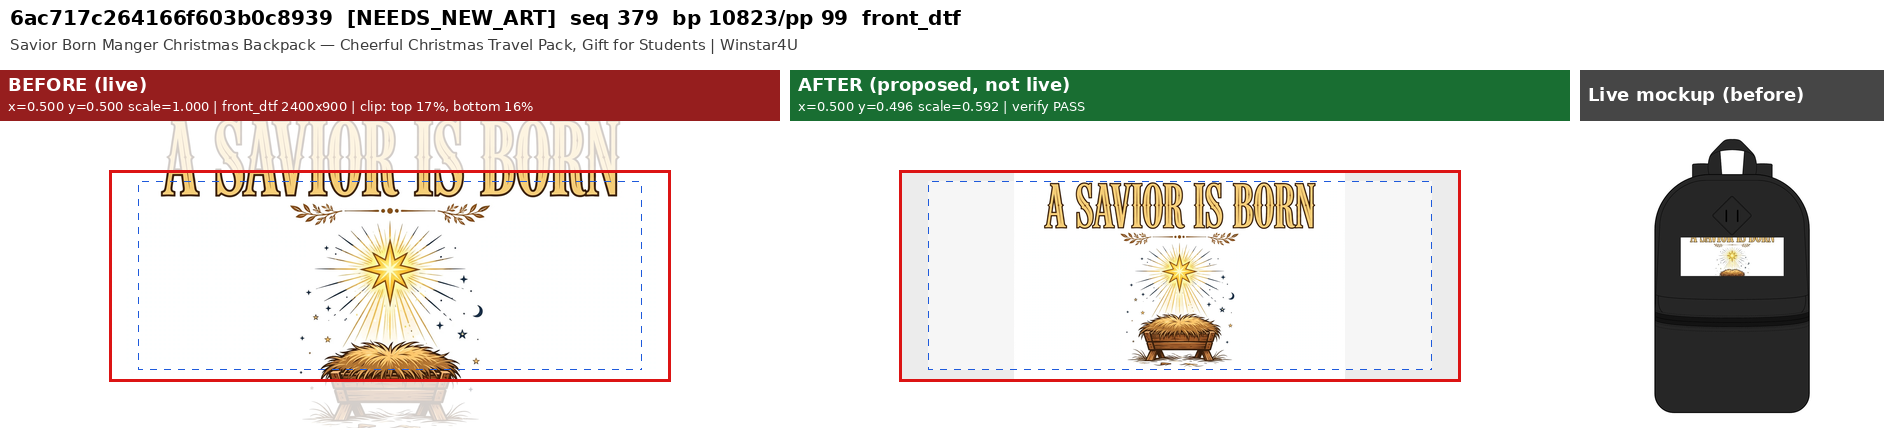 6ac717c264166f603b0c8939 [NEEDS_NEW_ART] seq 379 bp 10823/pp 99 front_dtf
Savior Born Manger Christmas Backpack — Cheerful Christmas Travel Pack, Gift for Students | Winstar4U
BEFORE (live)
x=0.500 y=0.500 scale=1.000 | front_dtf 2400x900 | clip: top 17%, bottom 16%
AFTER (proposed, not live)
x=0.500 y=0.496 scale=0.592 | verify PASS
Live mockup (before)
A SAVIOR IS BORN
A SAVIOR IS BORN
A SAVIOR IS BORN